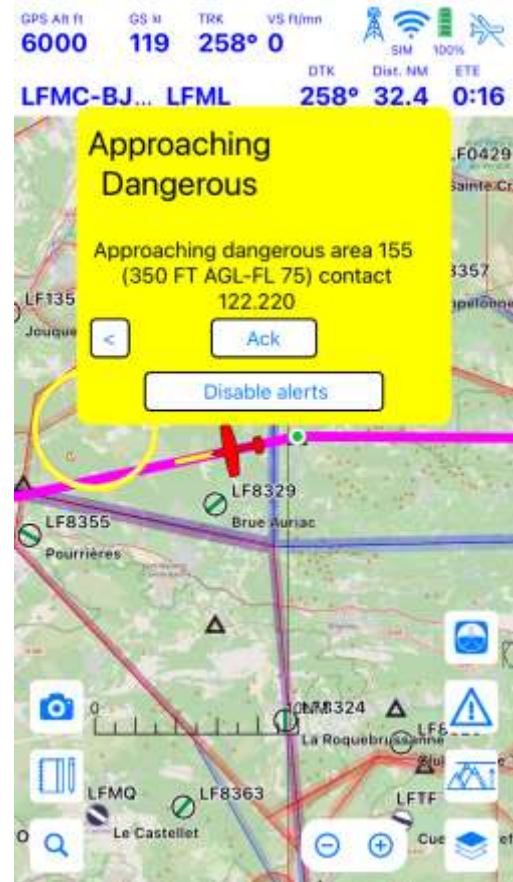 GPS Alt ft GS kt TRK VS ft/mn
6000 119 258° 0
SIM 100%
DTK Dist. NM ETE
LFMC-BJ... LFML 258° 32.4 0:16
Approaching
Dangerous
LF0429
Sainte Cr
Approaching dangerous area 155
(350 FT AGL-FL 75) contact
122.220
3357
LF135
Jouque
< Ack
Disable alerts
LF8329
Brue Auriac
LF8355
Pourrières
0
8324
La Roquebrussanne
LFMQ
Le Castellet
LF8363
LFTF
Cue